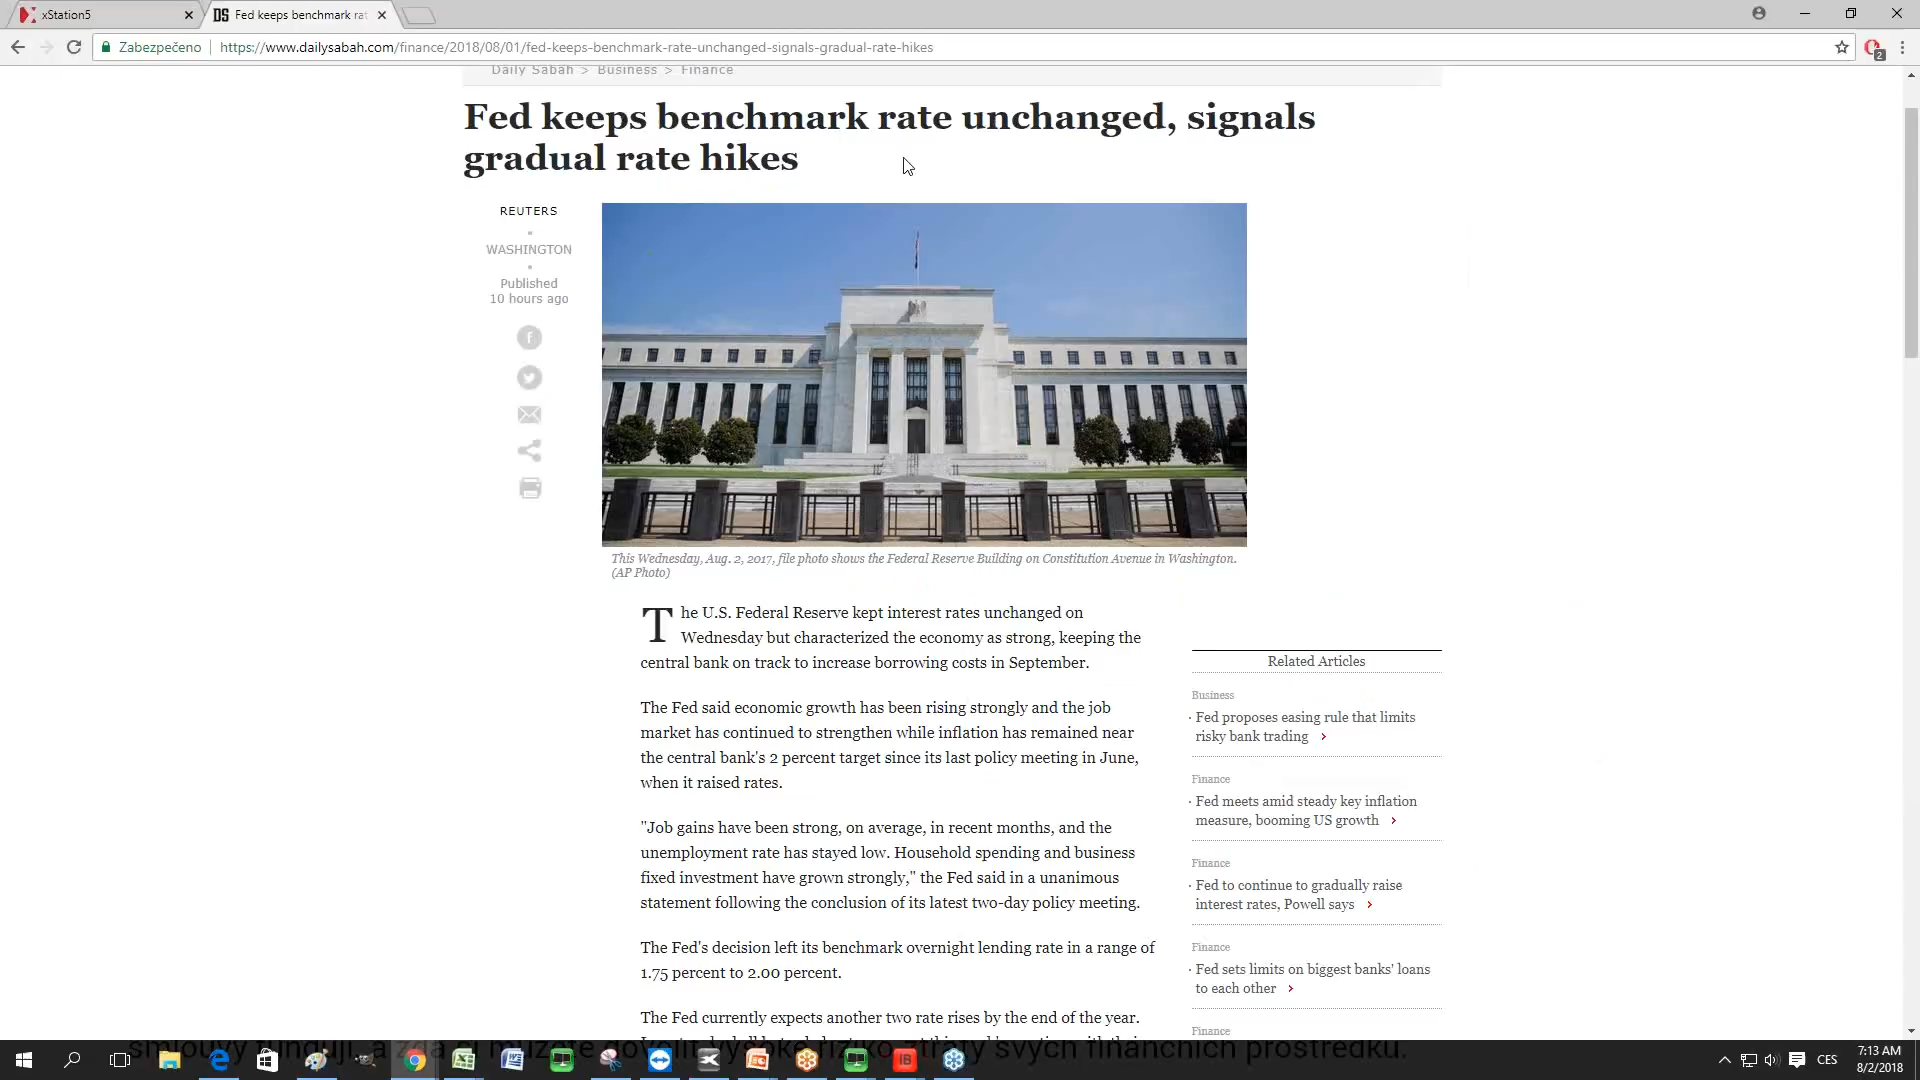 xStation5
Fed keeps benchmark rat
Zabezpečeno
https://www.dailysabah.com/finance/2018/08/01/fed-keeps-benchmark-rate-unchanged-signals-gradual-rate-hikes
2
Daily Sabah > Business > Finance
Fed keeps benchmark rate unchanged, signals
gradual rate hikes
REUTERS
WASHINGTON
Published
10 hours ago
This Wednesday, Aug. 2, 2017, file photo shows the Federal Reserve Building on Constitution Avenue in Washington.
(AP Photo)
The U.S. Federal Reserve kept interest rates unchanged on
Wednesday but characterized the economy as strong, keeping the
central bank on track to increase borrowing costs in September.
The Fed said economic growth has been rising strongly and the job
market has continued to strengthen while inflation has remained near
the central bank's 2 percent target since its last policy meeting in June,
when it raised rates.
"Job gains have been strong, on average, in recent months, and the
unemployment rate has stayed low. Household spending and business
fixed investment have grown strongly," the Fed said in a unanimous
statement following the conclusion of its latest two-day policy meeting.
The Fed's decision left its benchmark overnight lending rate in a range of
1.75 percent to 2.00 percent.
The Fed currently expects another two rate rises by the end of the year.
Related Articles
Business
Fed proposes easing rule that limits
risky bank trading
Finance
Fed meets amid steady key inflation
measure, booming US growth
Finance
Fed to continue to gradually raise
interest rates, Powell says
Finance
Fed sets limits on biggest banks' loans
to each other
Finance
svých finančních prostředků.
CES
7:13 AM
8/2/2018